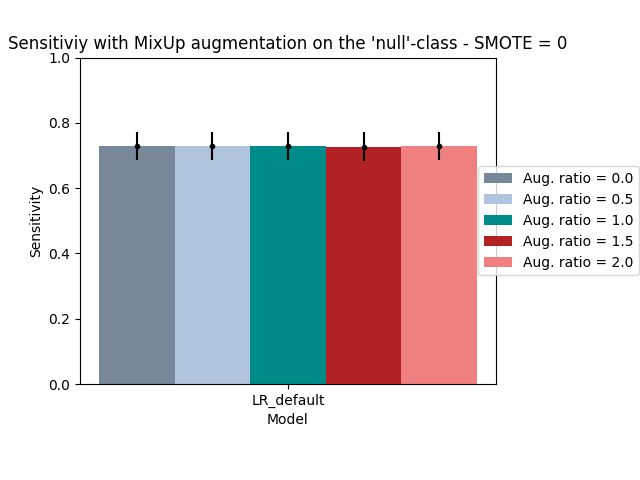 Sensitiviy with MixUp augmentation on the 'null'-class - SMOTE = 0
1.0
0.8
0.6
0.4
0.2
0.0
Sensitivity
LR_default
Model
Aug. ratio = 0.0
Aug. ratio = 0.5
Aug. ratio = 1.0
Aug. ratio = 1.5
Aug. ratio = 2.0